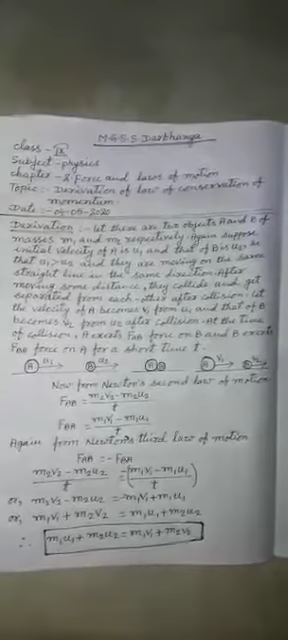 M.G.S.S. Darbhanga
Class - IX
Subject - physics
chapter - 8. Force and laws of motion
Topic :- Derivation of law of conservation of
momentum.
Date :- 04-05-2020
Derivation :- Let there are two objects A and B of
masses m₁ and m₂ respectively. Again suppose
initial velocity of A is u₁ and that of B is u₂, so
that u₁>u₂ and they are moving on the same
straight line in the same direction. After
moving some distance, they collide and get
separated from each-other after collision. Let
the velocity of A becomes v₁ from u₁ and that of B
becomes v₂ from u₂ after collision. At the time
of collision, A exerts FAB force on B and B exerts
FBA force on A for a short time t.
A u₁ B u₂ A B A v₁ B v₂
Now from Newton's second law of motion
FAB = m₂v₂ - m₂u₂ / t
FBA = m₁v₁ - m₁u₁ / t
Again from Newton's third law of motion
FAB = - FBA
m₂v₂ - m₂u₂ / t = -(m₁v₁ - m₁u₁ / t)
or, m₂v₂ - m₂u₂ = -m₁v₁ + m₁u₁
or, m₁v₁ + m₂v₂ = m₁u₁ + m₂u₂
∴ m₁u₁ + m₂u₂ = m₁v₁ + m₂v₂